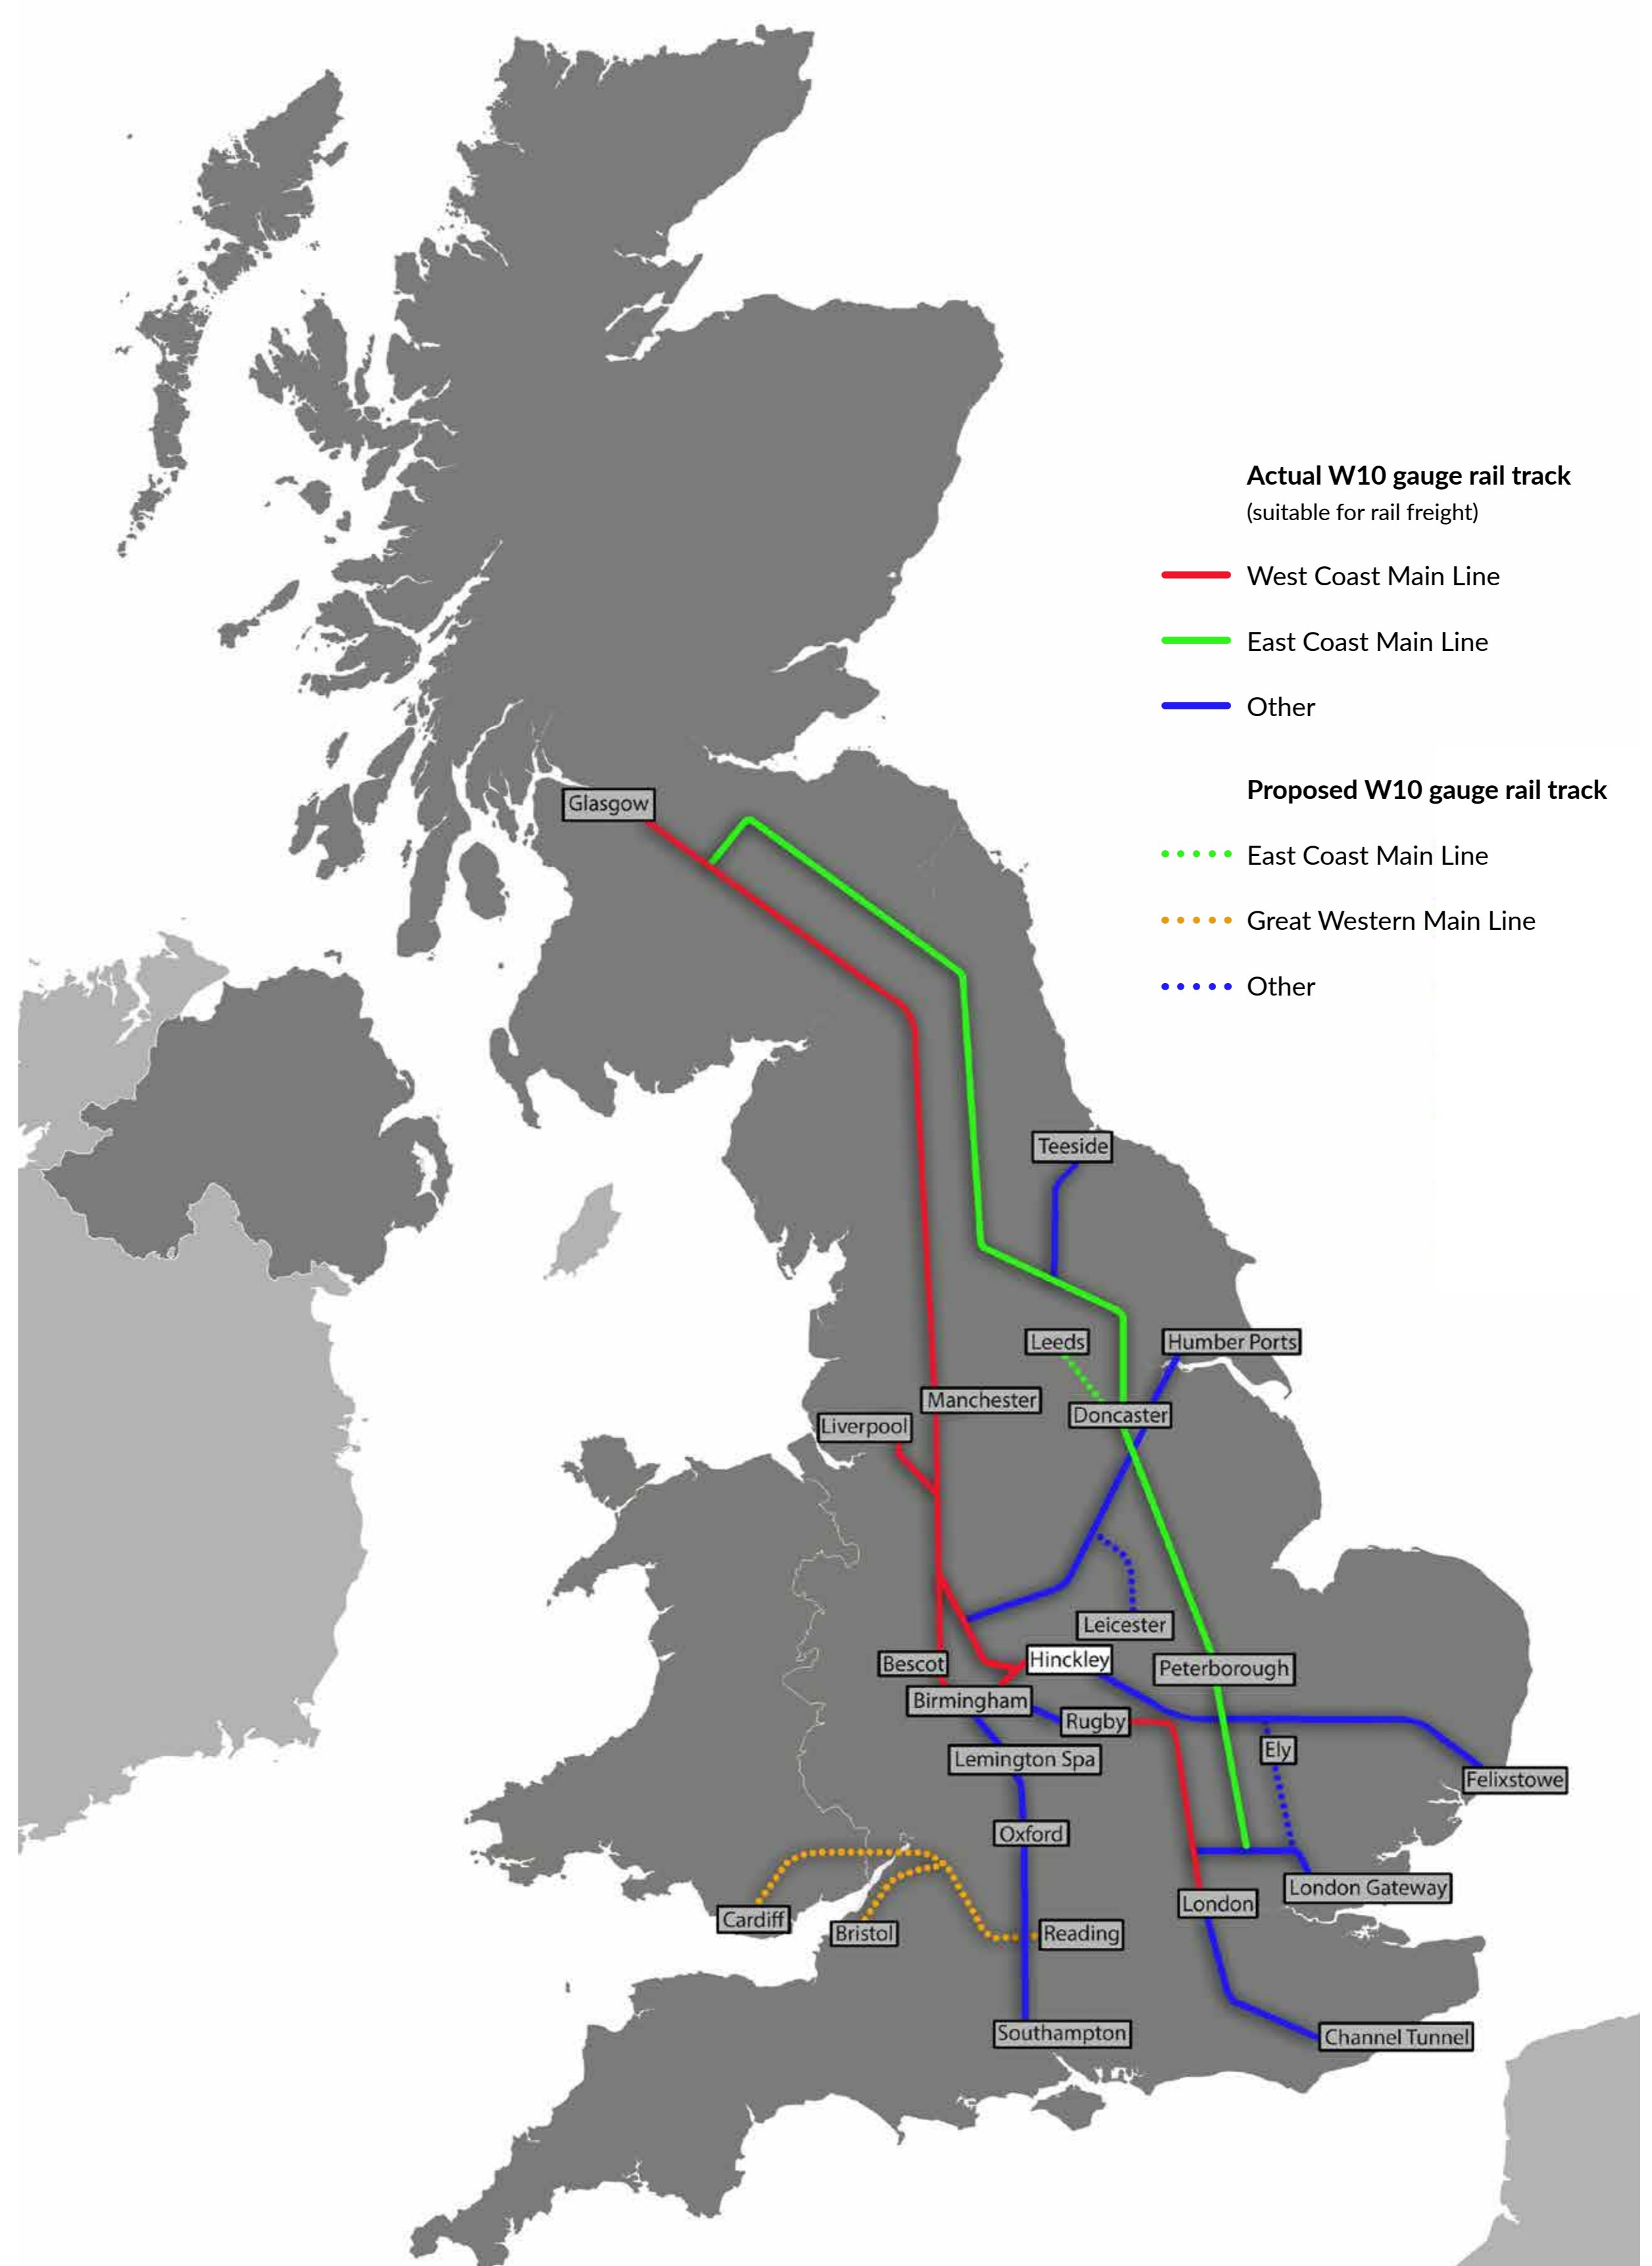 Actual W10 gauge rail track
(suitable for rail freight)
West Coast Main Line
East Coast Main Line
Other
Proposed W10 gauge rail track
East Coast Main Line
Great Western Main Line
Other
Glasgow
Teeside
Leeds
Humber Ports
Manchester
Doncaster
Liverpool
Leicester
Hinckley
Bescot
Peterborough
Birmingham
Rugby
Ely
Lemington Spa
Felixstowe
Oxford
London Gateway
London
Cardiff
Bristol
Reading
Southampton
Channel Tunnel